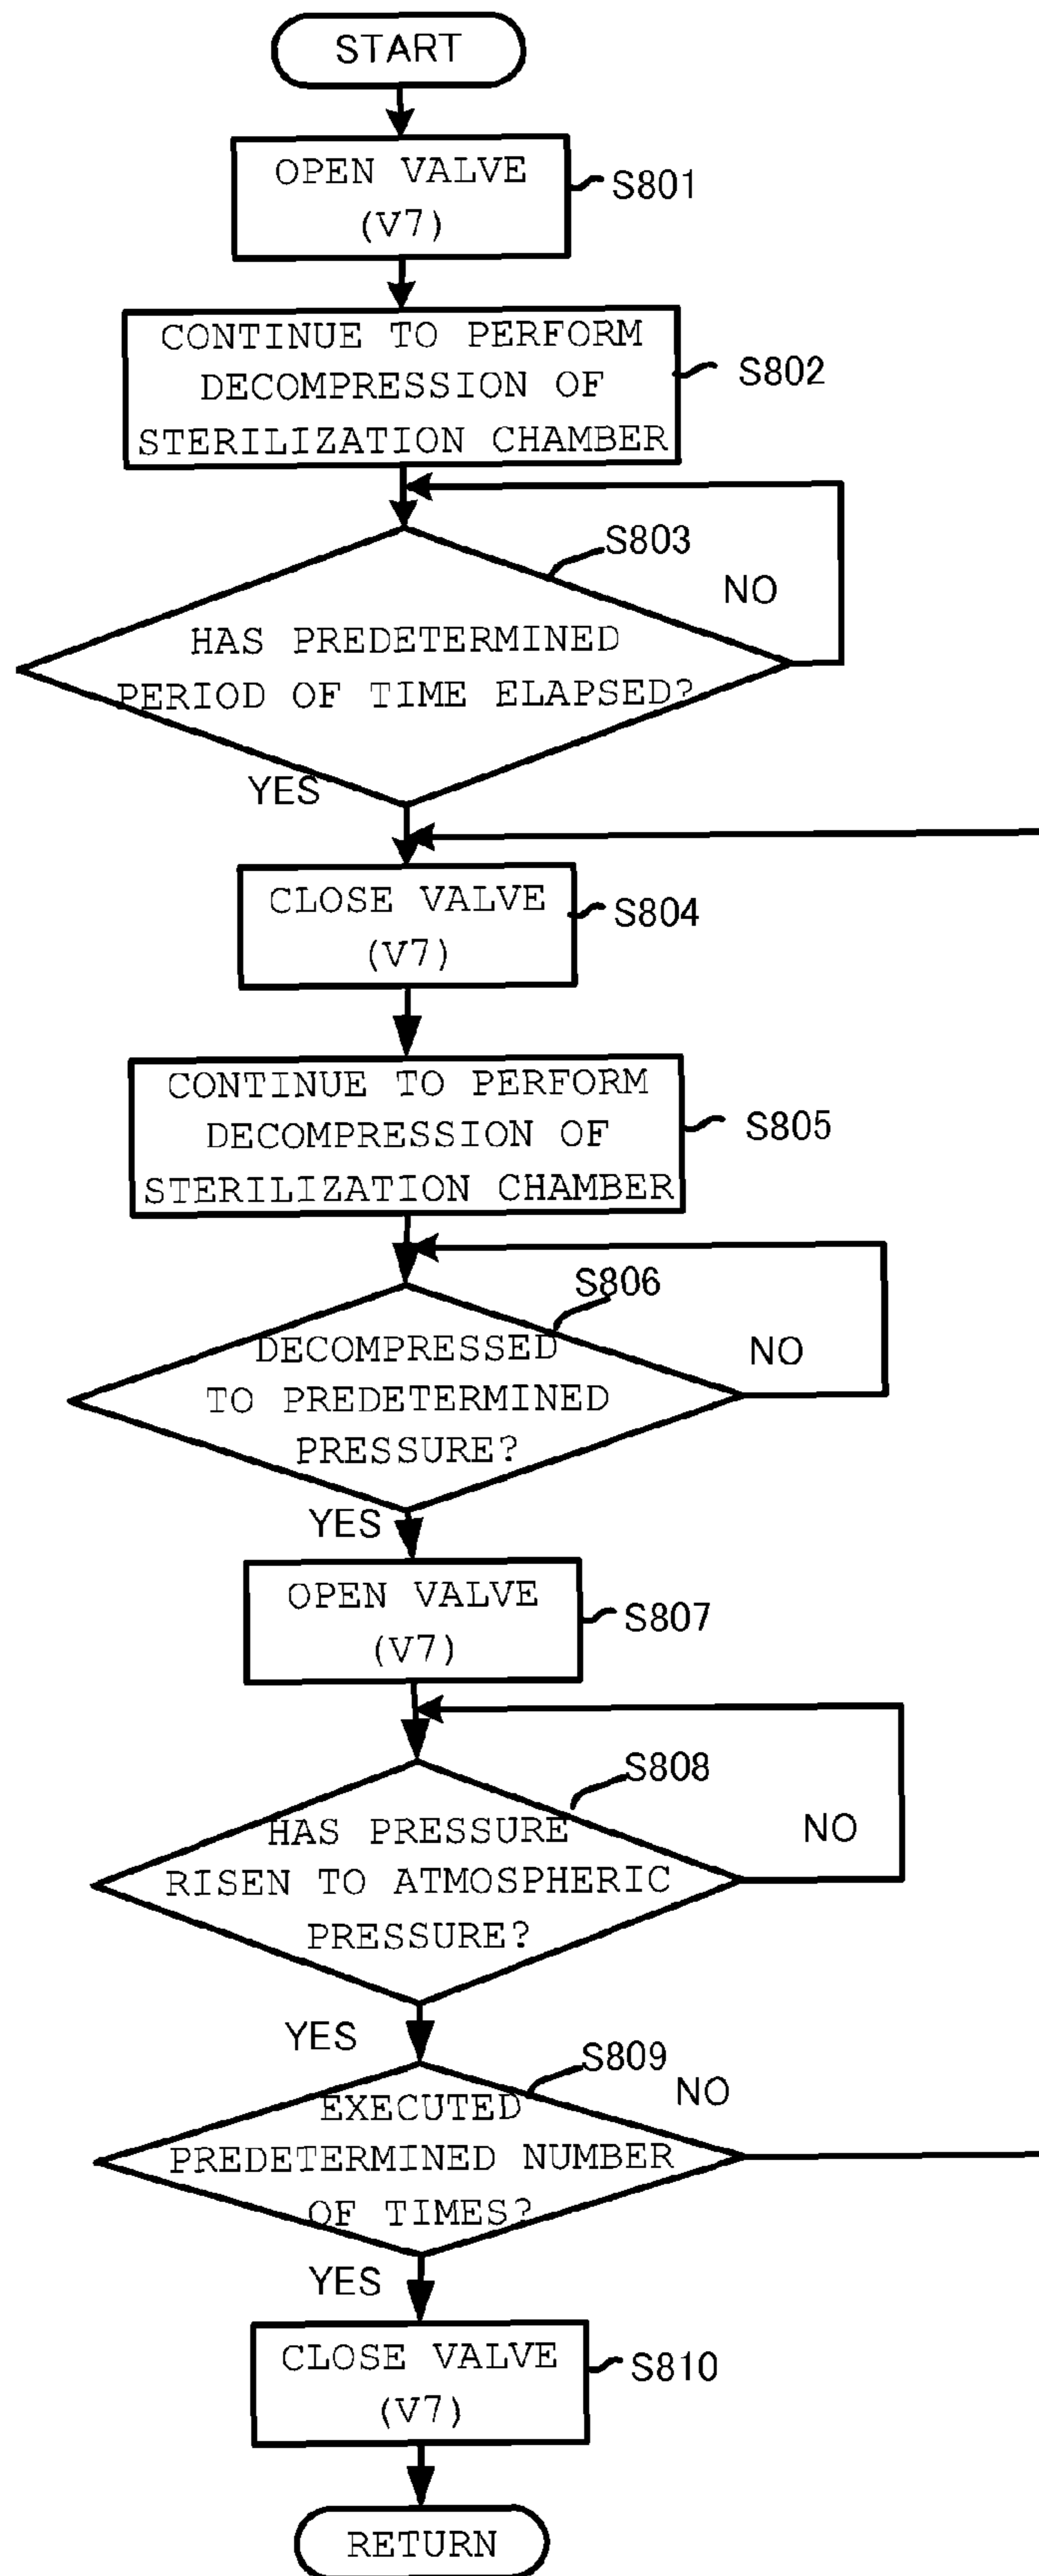 START
OPEN VALVE
(V7)
S801
CONTINUE TO PERFORM
DECOMPRESSION OF
STERILIZATION CHAMBER
S802
S803
NO
HAS PREDETERMINED
PERIOD OF TIME ELAPSED?
YES
CLOSE VALVE
(V7)
S804
CONTINUE TO PERFORM
DECOMPRESSION OF
STERILIZATION CHAMBER
S805
S806
NO
DECOMPRESSED
TO PREDETERMINED
PRESSURE?
YES
OPEN VALVE
(V7)
S807
S808
NO
HAS PRESSURE
RISEN TO ATMOSPHERIC
PRESSURE?
YES
S809
NO
EXECUTED
PREDETERMINED NUMBER
OF TIMES?
YES
CLOSE VALVE
(V7)
S810
RETURN